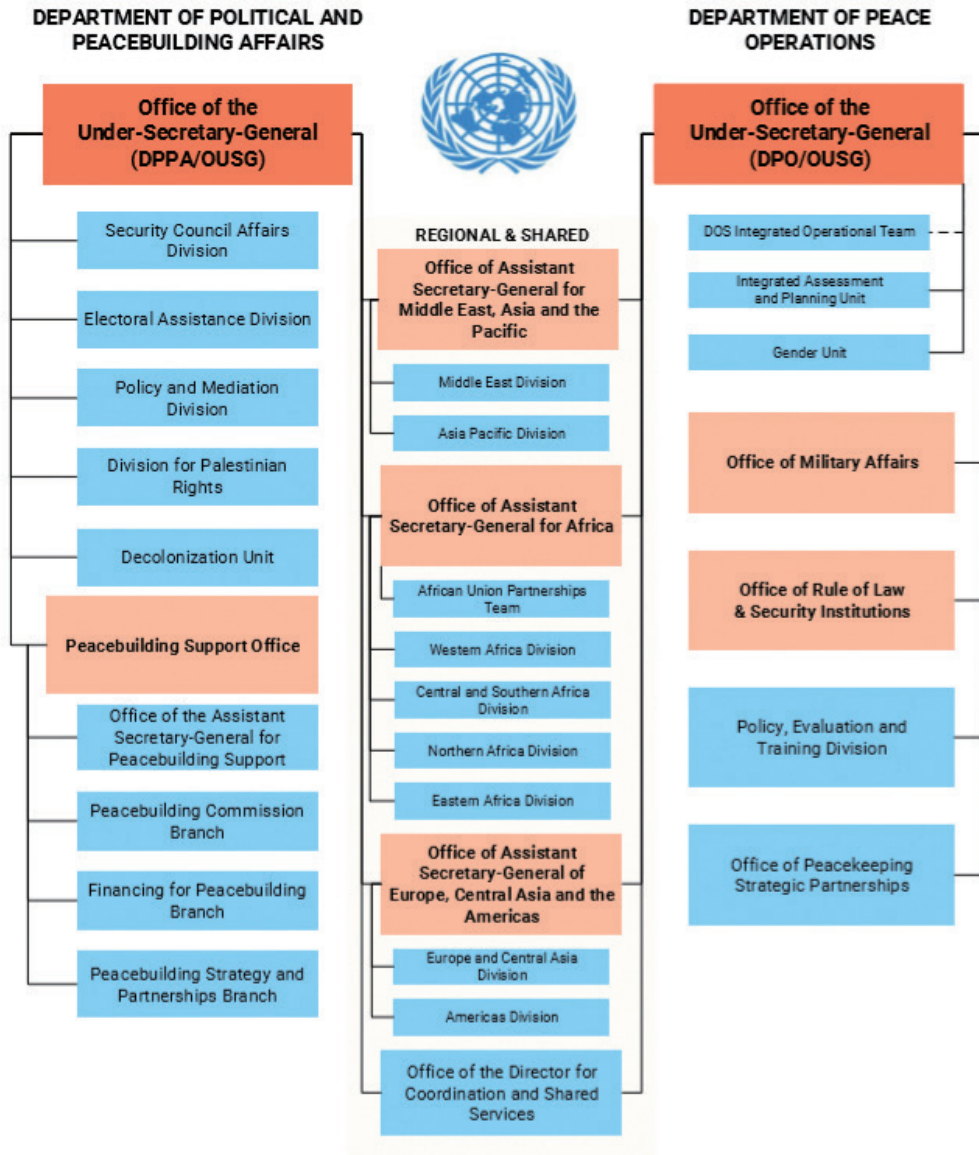 DEPARTMENT OF POLITICAL AND
PEACEBUILDING AFFAIRS
Office of the
Under-Secretary-General
(DPPA/OUSG)
Security Council Affairs
Division
Electoral Assistance Division
Policy and Mediation
Division
Division for Palestinian
Rights
Decolonization Unit
Peacebuilding Support Office
Office of the Assistant
Secretary-General for
Peacebuilding Support
Peacebuilding Commission
Branch
Financing for Peacebuilding
Branch
Peacebuilding Strategy and
Partnerships Branch
REGIONAL & SHARED
Office of Assistant
Secretary-General for
Middle East, Asia and the
Pacific
Middle East Division
Asia Pacific Division
Office of Assistant
Secretary-General for Africa
African Union Partnerships
Team
Western Africa Division
Central and Southern Africa
Division
Northern Africa Division
Eastern Africa Division
Office of Assistant
Secretary-General of
Europe, Central Asia and the
Americas
Europe and Central Asia
Division
Americas Division
Office of the Director for
Coordination and Shared
Services
DEPARTMENT OF PEACE
OPERATIONS
Office of the
Under-Secretary-General
(DPO/OUSG)
DOS Integrated Operational Team
Integrated Assessment
and Planning Unit
Gender Unit
Office of Military Affairs
Office of Rule of Law
& Security Institutions
Policy, Evaluation and
Training Division
Office of Peacekeeping
Strategic Partnerships